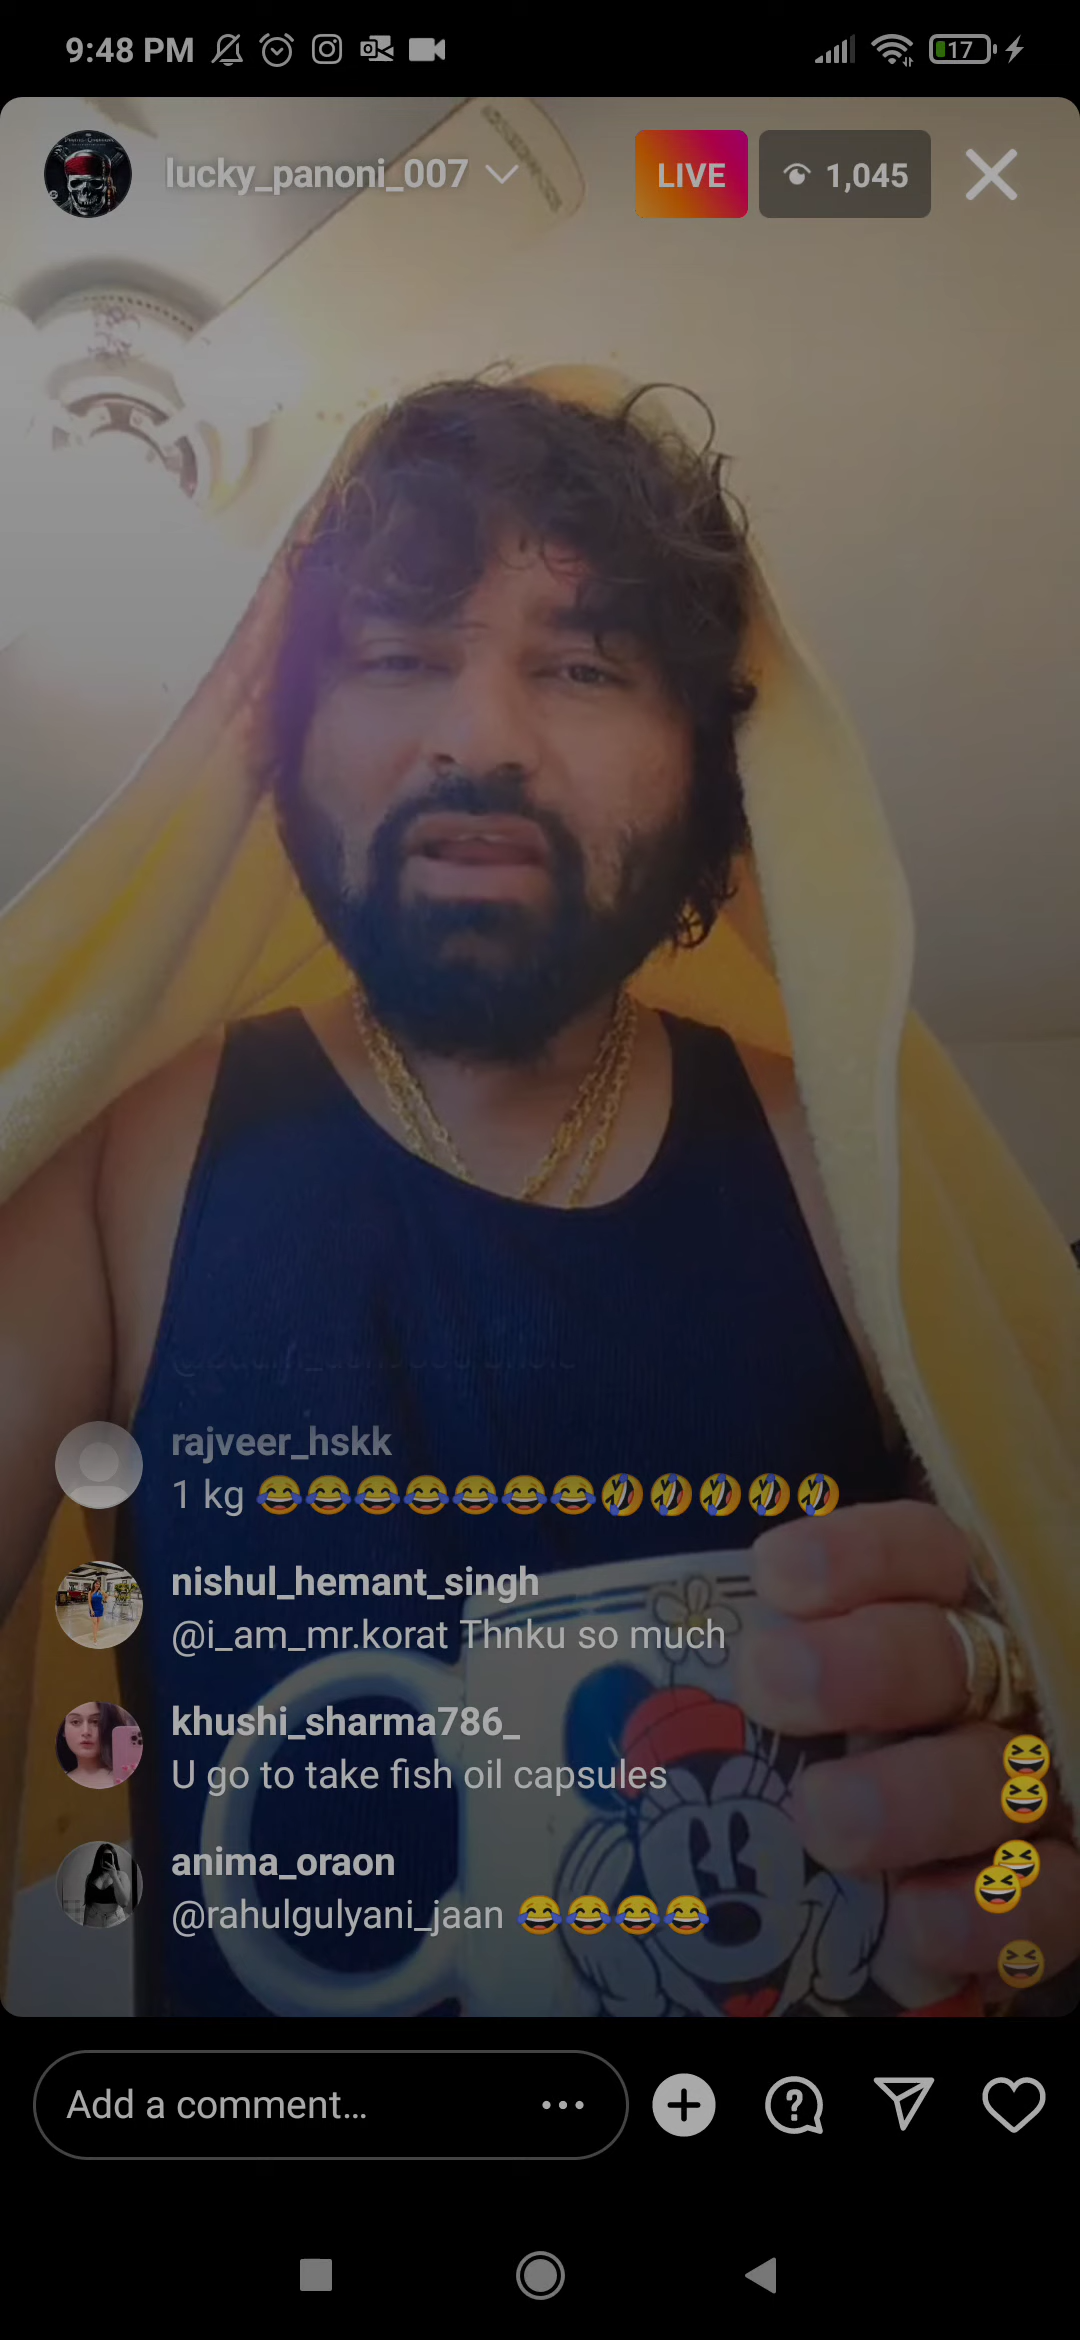 9:48 PM
17
lucky_panoni_007
LIVE
1,045
rajveer_hskk
1 kg 😂😂😂😂😂😂😂🤣🤣🤣🤣🤣
nishul_hemant_singh
@i_am_mr.korat Thnku so much
khushi_sharma786_
U go to take fish oil capsules
anima_oraon
@rahulgulyani_jaan 😂😂😂😂
Add a comment...